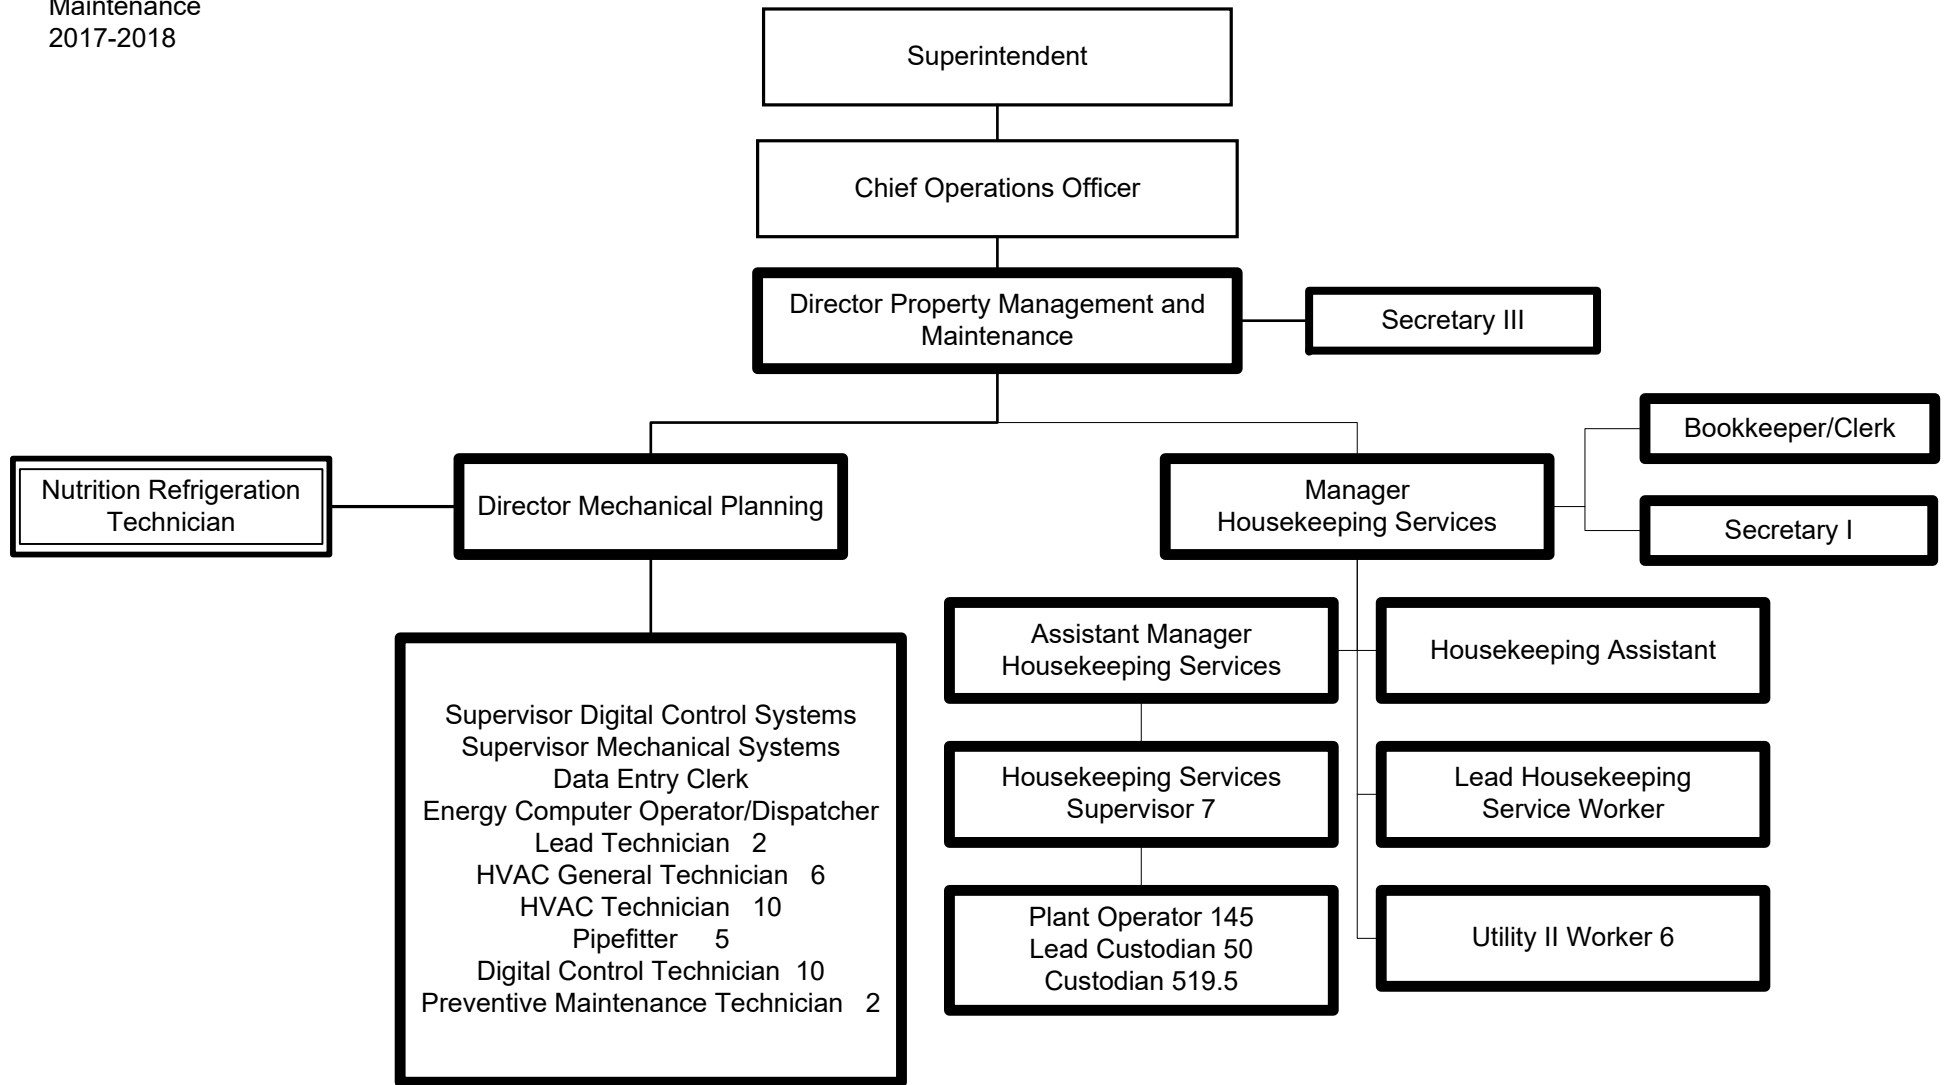 Maintenance
2017-2018
Superintendent
Chief Operations Officer
Director Property Management and
Maintenance
Secretary III
Bookkeeper/Clerk
Nutrition Refrigeration
Technician
Director Mechanical Planning
Manager
Housekeeping Services
Secretary I
Assistant Manager
Housekeeping Services
Housekeeping Assistant
Supervisor Digital Control Systems
Supervisor Mechanical Systems
Data Entry Clerk
Energy Computer Operator/Dispatcher
Lead Technician 2
HVAC General Technician 6
HVAC Technician 10
Pipefitter 5
Digital Control Technician 10
Preventive Maintenance Technician 2
Housekeeping Services
Supervisor 7
Lead Housekeeping
Service Worker
Plant Operator 145
Lead Custodian 50
Custodian 519.5
Utility II Worker 6